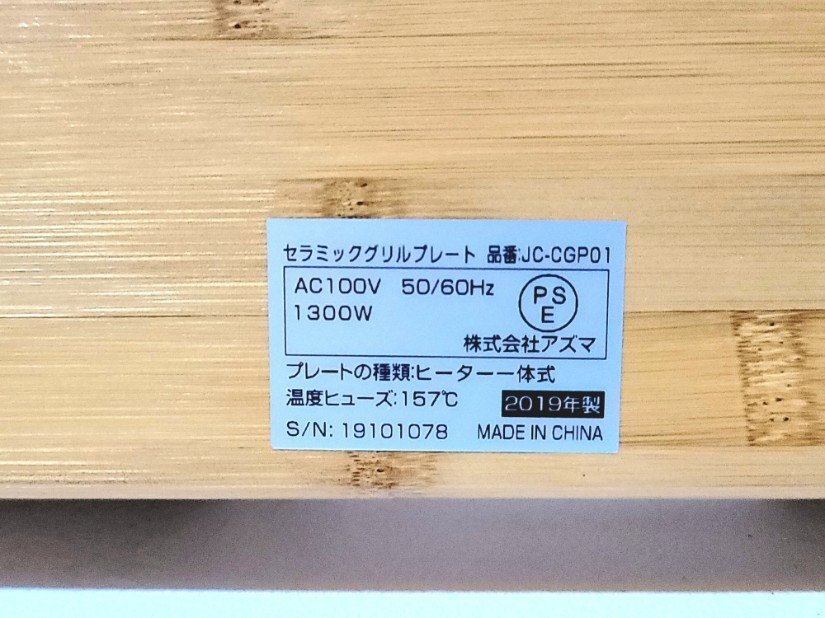 セラミックグリルプレート 品番:JC-CGP01
AC100V 50/60Hz
1300W
PS
E
株式会社アズマ
プレートの種類:ヒーター一体式
温度ヒューズ:157℃ 2019年製
S/N: 19101078 MADE IN CHINA